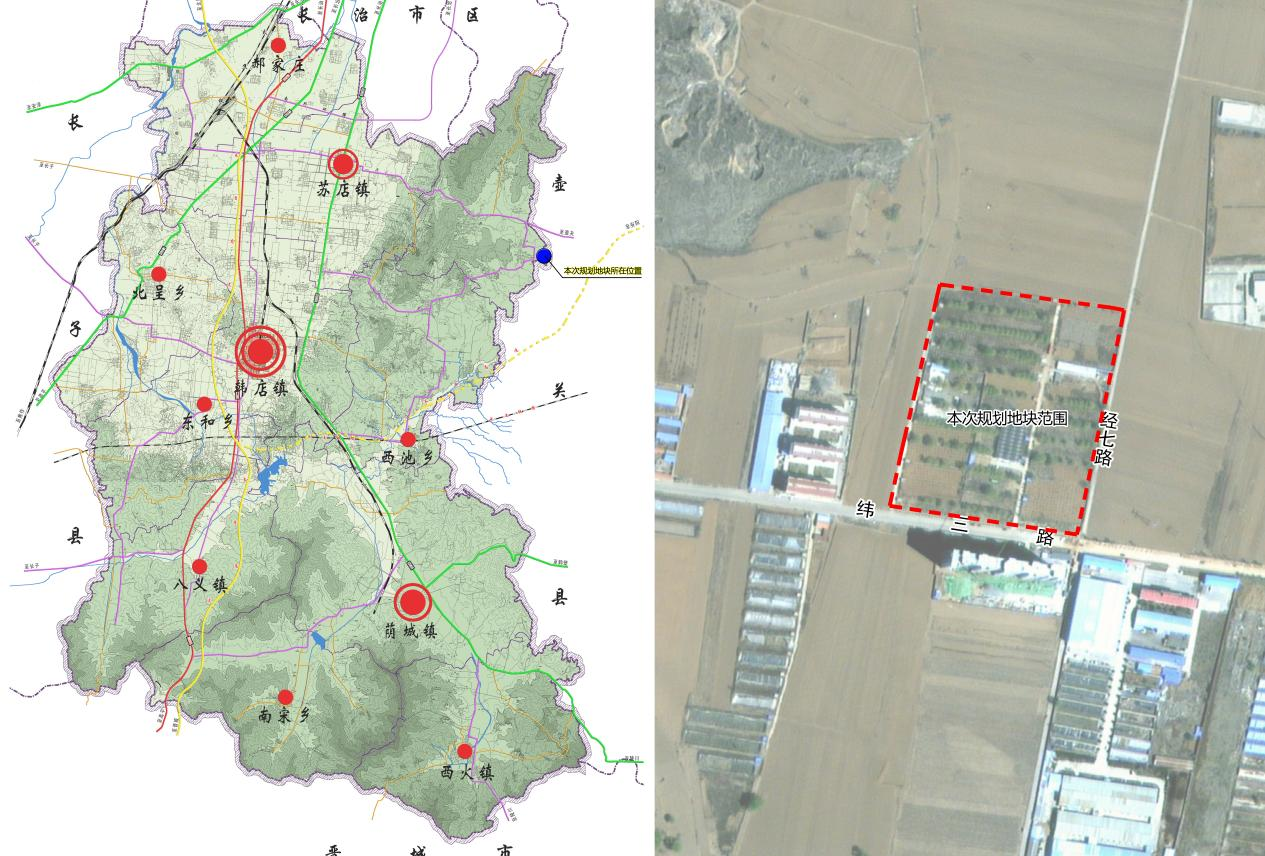 长 治 市 区
郝家庄
长
苏店镇
壶
本次规划地块所在位置
北呈乡
子
韩店镇
关
东和乡
西池乡
县
八义镇
县
荫城镇
南宋乡
西火镇
晋 城 市
本次规划地块范围
经七路
纬三路